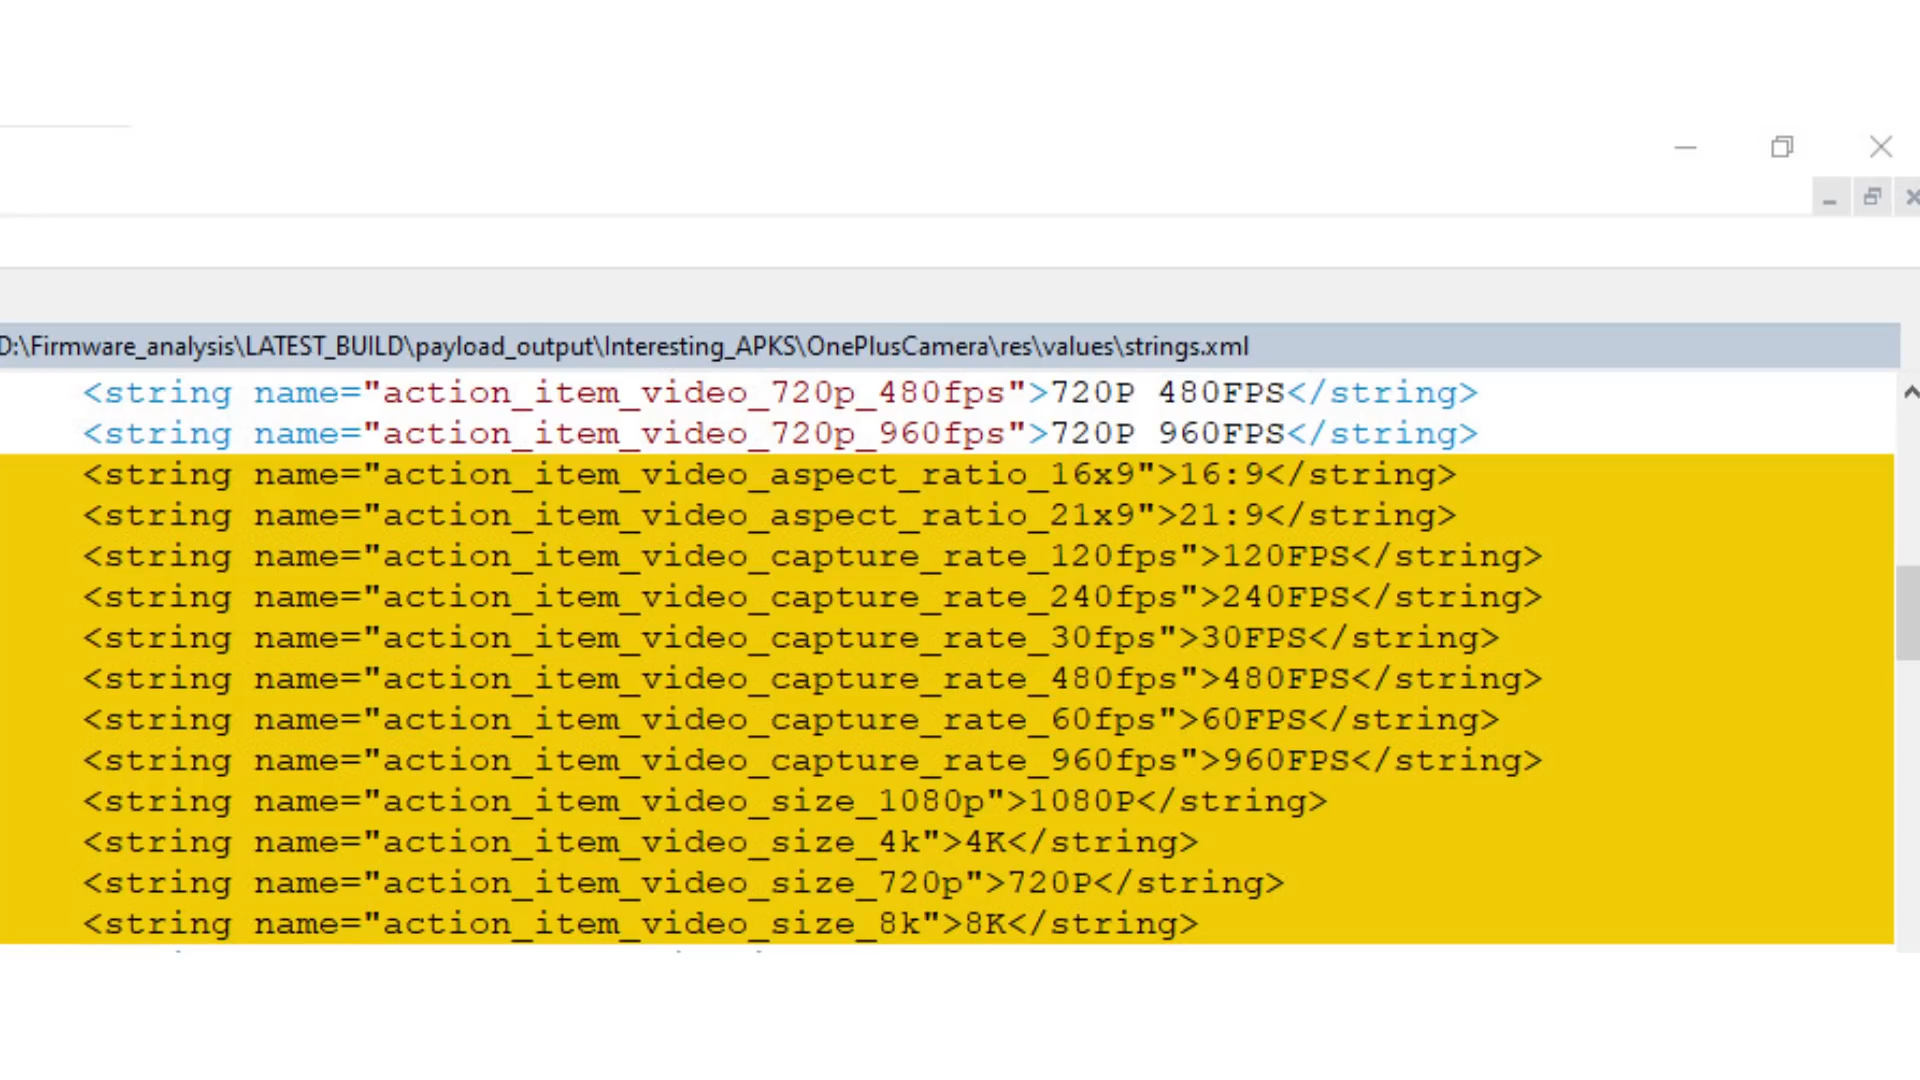 D:\Firmware_analysis\LATEST_BUILD\payload_output\Interesting_APKS\OnePlusCamera\res\values\strings.xml
<string name="action_item_video_720p_480fps">720P 480FPS</string>
<string name="action_item_video_720p_960fps">720P 960FPS</string>
<string name="action_item_video_aspect_ratio_16x9">16:9</string>
<string name="action_item_video_aspect_ratio_21x9">21:9</string>
<string name="action_item_video_capture_rate_120fps">120FPS</string>
<string name="action_item_video_capture_rate_240fps">240FPS</string>
<string name="action_item_video_capture_rate_30fps">30FPS</string>
<string name="action_item_video_capture_rate_480fps">480FPS</string>
<string name="action_item_video_capture_rate_60fps">60FPS</string>
<string name="action_item_video_capture_rate_960fps">960FPS</string>
<string name="action_item_video_size_1080p">1080P</string>
<string name="action_item_video_size_4k">4K</string>
<string name="action_item_video_size_720p">720P</string>
<string name="action_item_video_size_8k">8K</string>